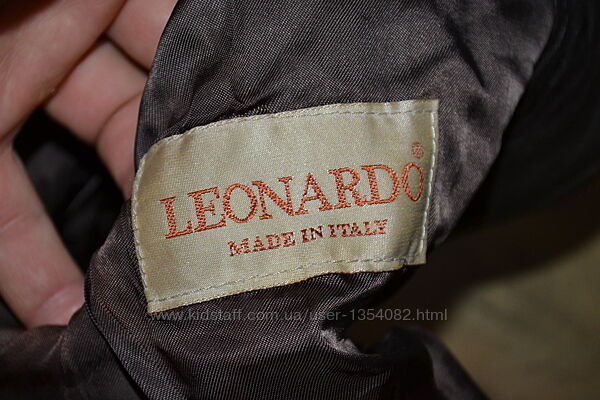 LEONARDO®
MADE IN ITALY
www.kidstaff.com.ua/user-1354082.html